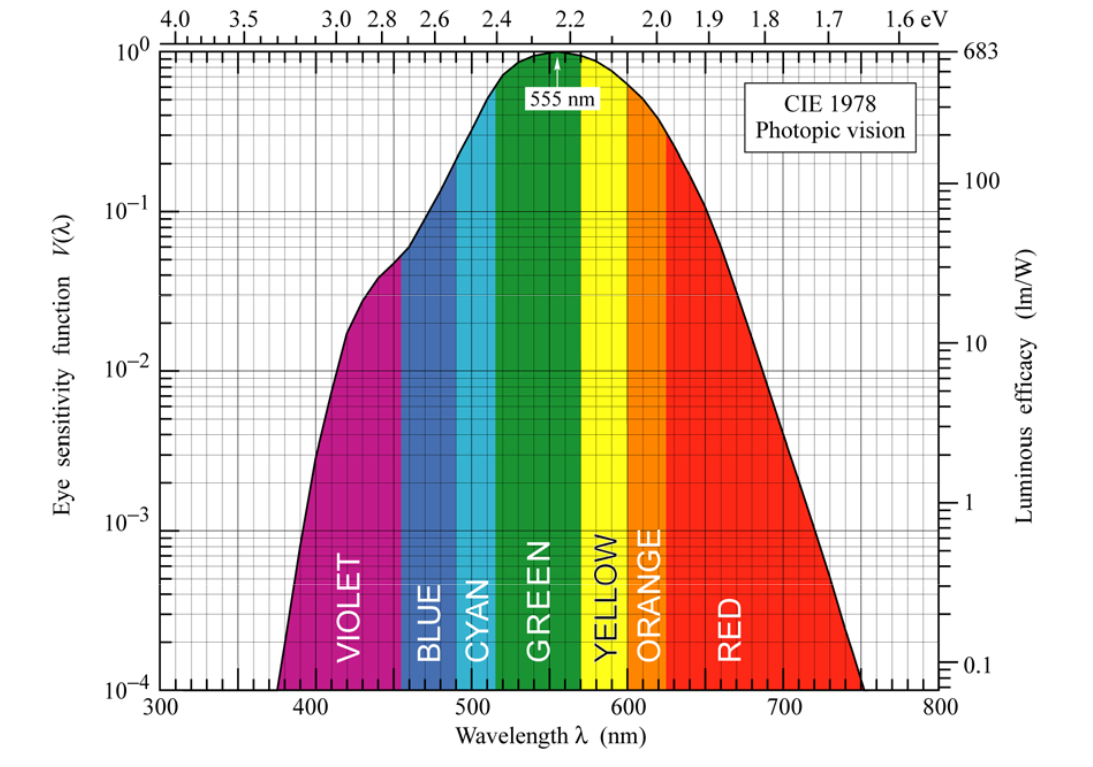 4.0 3.5 3.0 2.8 2.6 2.4 2.2 2.0 1.9 1.8 1.7 1.6 eV
10⁰
683
555 nm
CIE 1978
Photopic vision
100
10⁻¹
Eye sensitivity function V(λ)
Luminous efficacy (lm/W)
10
10⁻²
1
10⁻³
VIOLET
BLUE
CYAN
GREEN
YELLOW
ORANGE
RED
0.1
10⁻⁴
300 400 500 600 700 800
Wavelength λ (nm)